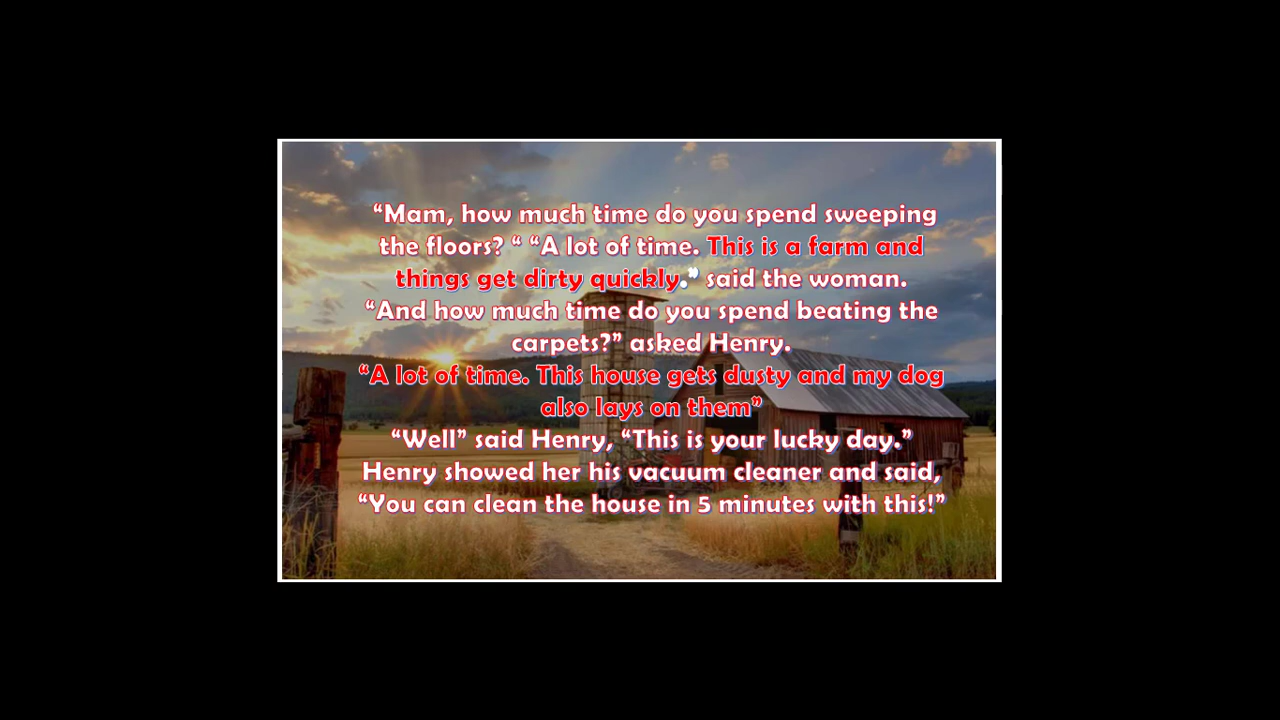 “Mam, how much time do you spend sweeping
the floors? “ “A lot of time. This is a farm and
things get dirty quickly.” said the woman.
“And how much time do you spend beating the
carpets?” asked Henry.
“A lot of time. This house gets dusty and my dog
also lays on them”
“Well” said Henry, “This is your lucky day.”
Henry showed her his vacuum cleaner and said,
“You can clean the house in 5 minutes with this!”